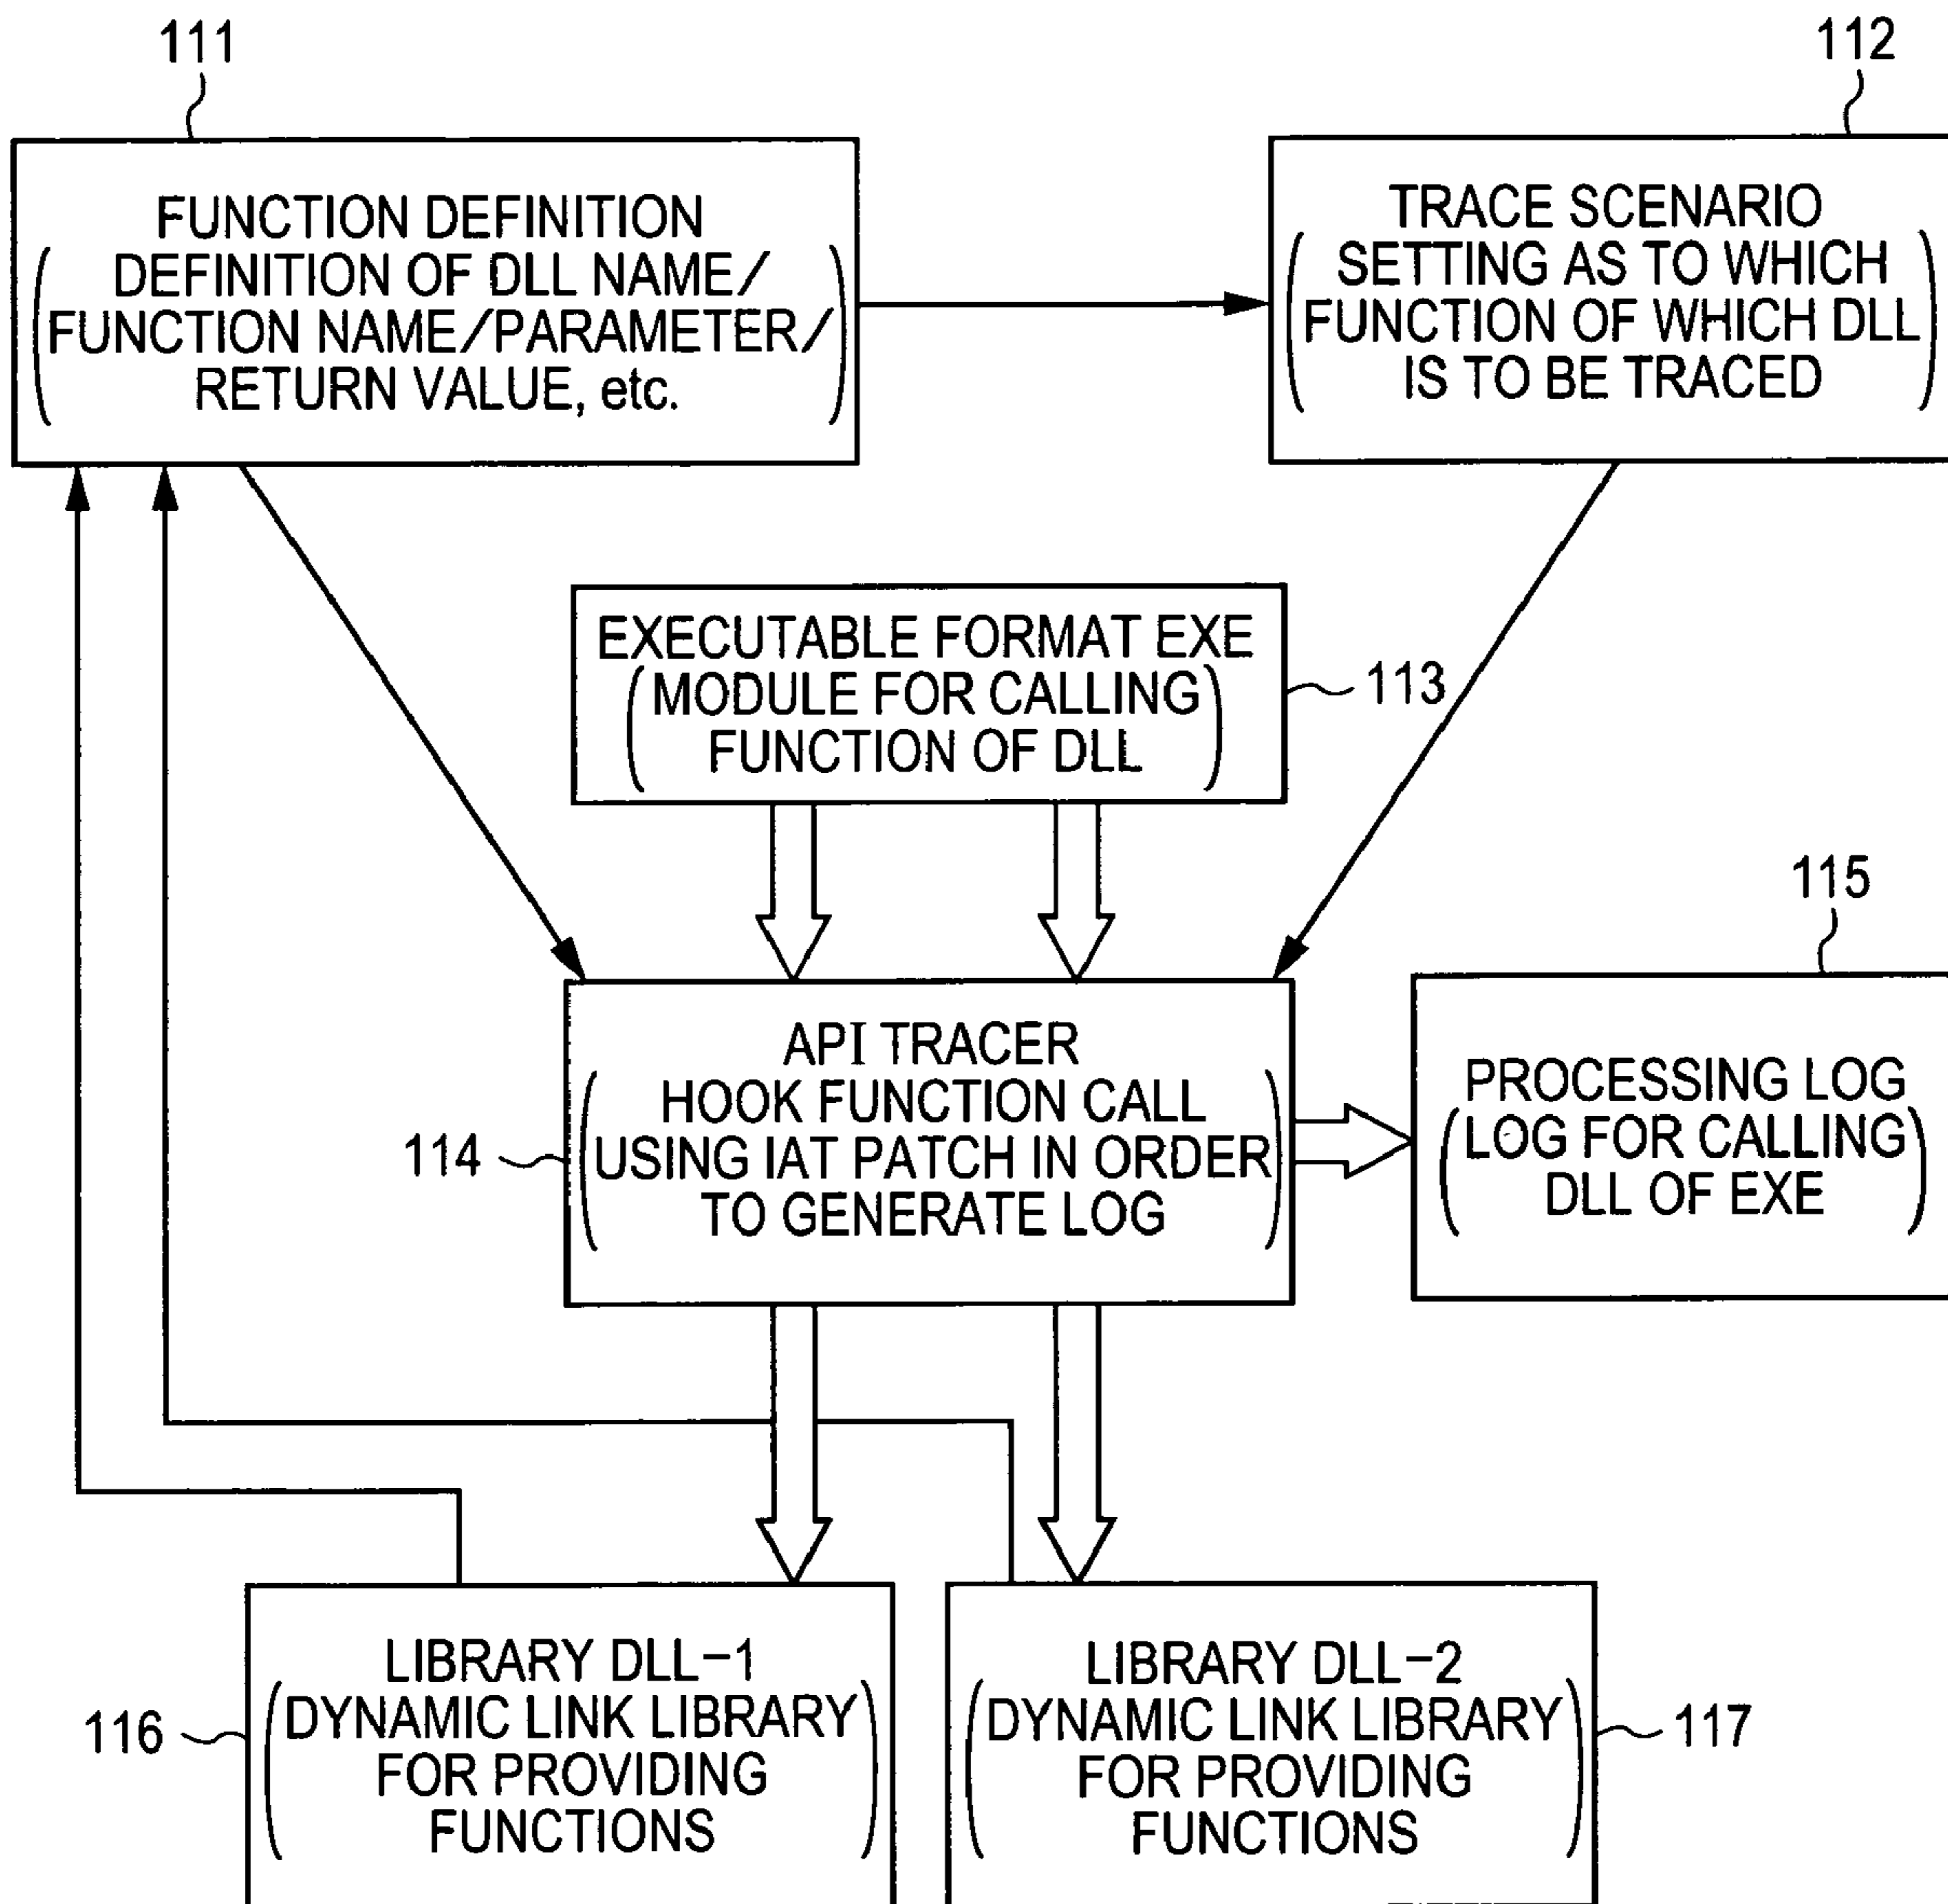 111
112
FUNCTION DEFINITION
DEFINITION OF DLL NAME/
FUNCTION NAME/PARAMETER/
RETURN VALUE, etc.
TRACE SCENARIO
SETTING AS TO WHICH
FUNCTION OF WHICH DLL
IS TO BE TRACED
EXECUTABLE FORMAT EXE
MODULE FOR CALLING
FUNCTION OF DLL
113
API TRACER
HOOK FUNCTION CALL
USING IAT PATCH IN ORDER
TO GENERATE LOG
114
115
PROCESSING LOG
LOG FOR CALLING
DLL OF EXE
LIBRARY DLL-1
DYNAMIC LINK LIBRARY
FOR PROVIDING
FUNCTIONS
116
LIBRARY DLL-2
DYNAMIC LINK LIBRARY
FOR PROVIDING
FUNCTIONS
117